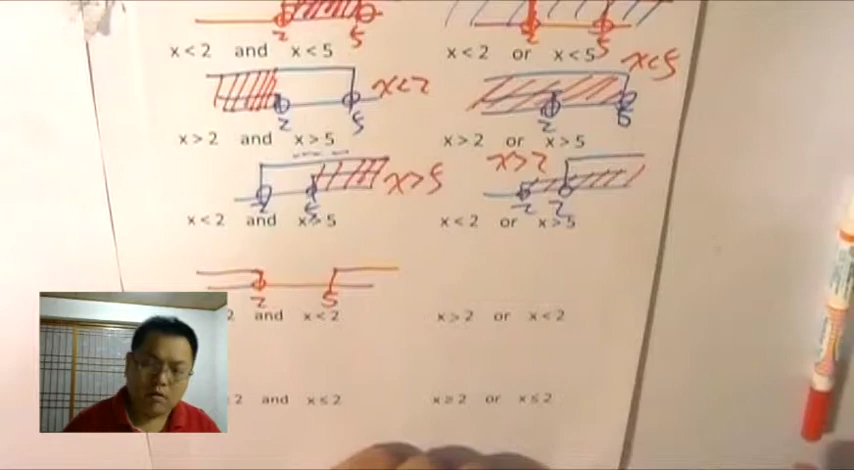 2 5 2 5
x < 2 and x < 5 x < 2 or x < 5
x<2 x<5
2 5 2 5
x > 2 and x > 5 x > 2 or x > 5
x>5 x>2
2 5 2 2
x < 2 and x > 5 x < 2 or x > 5
2 5
2 and x < 2 x > 2 or x < 2
2 and x ≤ 2 x ≥ 2 or x ≤ 2